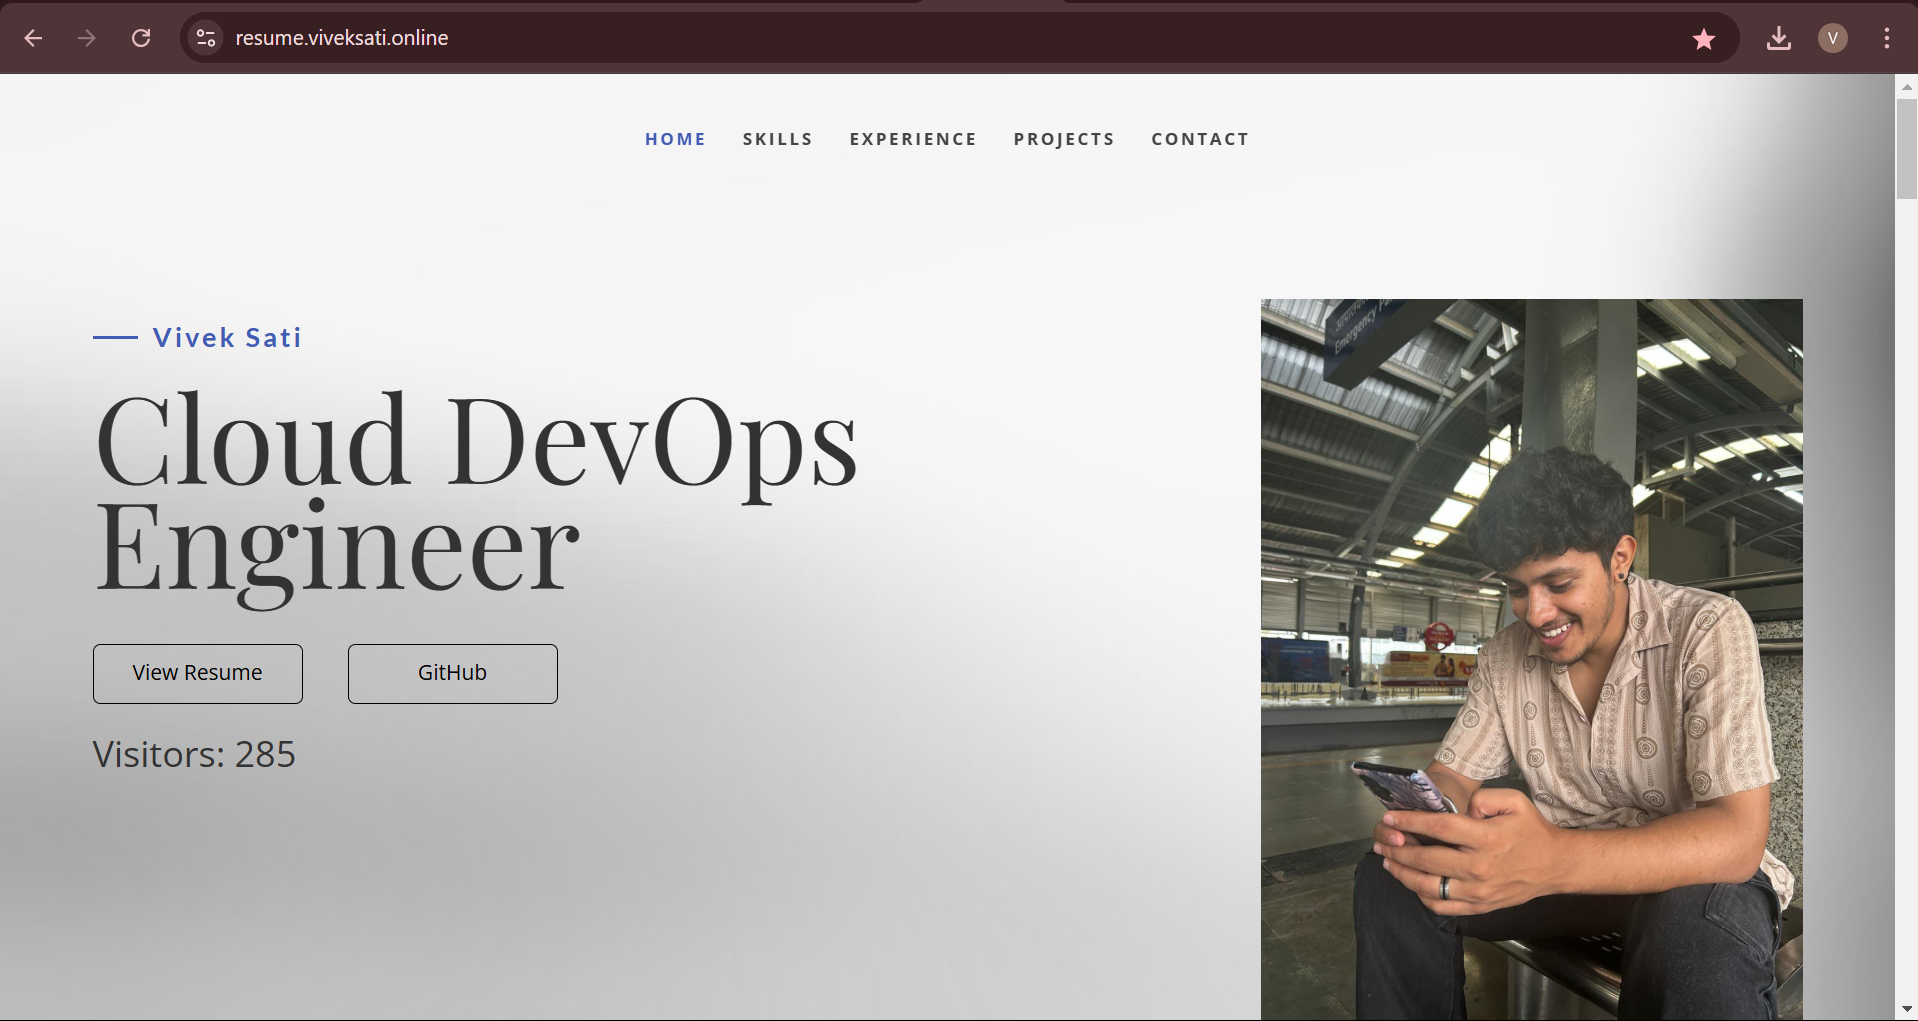 resume.viveksati.online
V
HOME SKILLS EXPERIENCE PROJECTS CONTACT
Vivek Sati
Cloud DevOps
Engineer
View Resume GitHub
Visitors: 285
Emergency